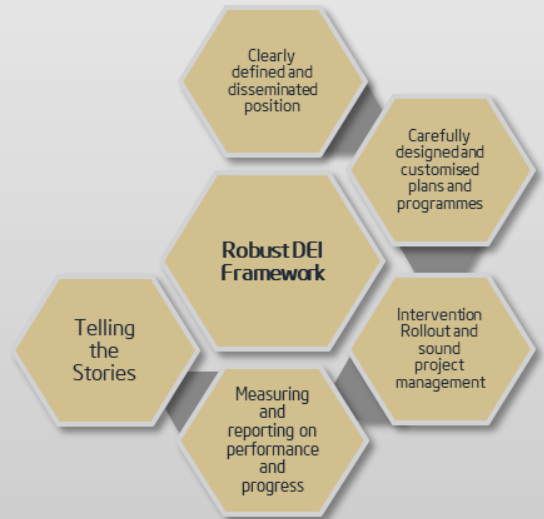 Clearly
defined and
disseminated
position
Carefully
designed and
customised
plans and
programmes
Robust DEI
Framework
Intervention
Rollout and
sound
project
management
Measuring
and
reporting on
performance
and
progress
Telling
the
Stories